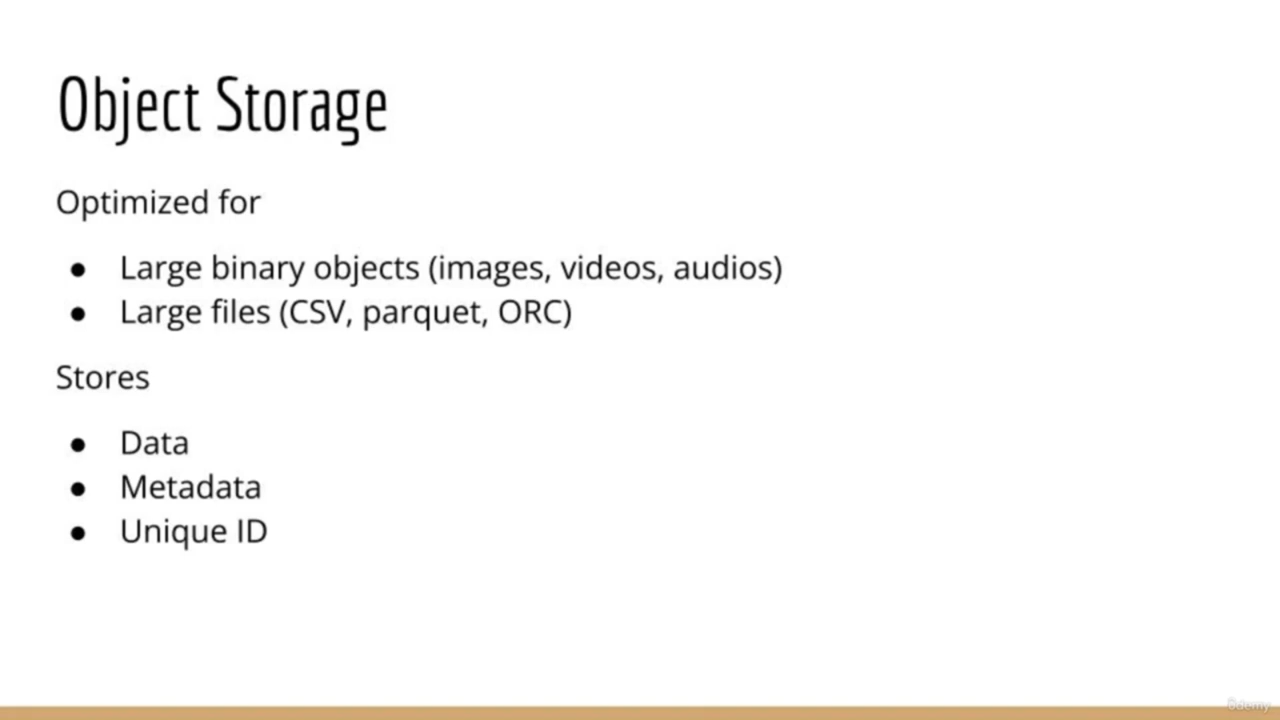 Object Storage
Optimized for
● Large binary objects (images, videos, audios)
● Large files (CSV, parquet, ORC)
Stores
● Data
● Metadata
● Unique ID
ûdemy